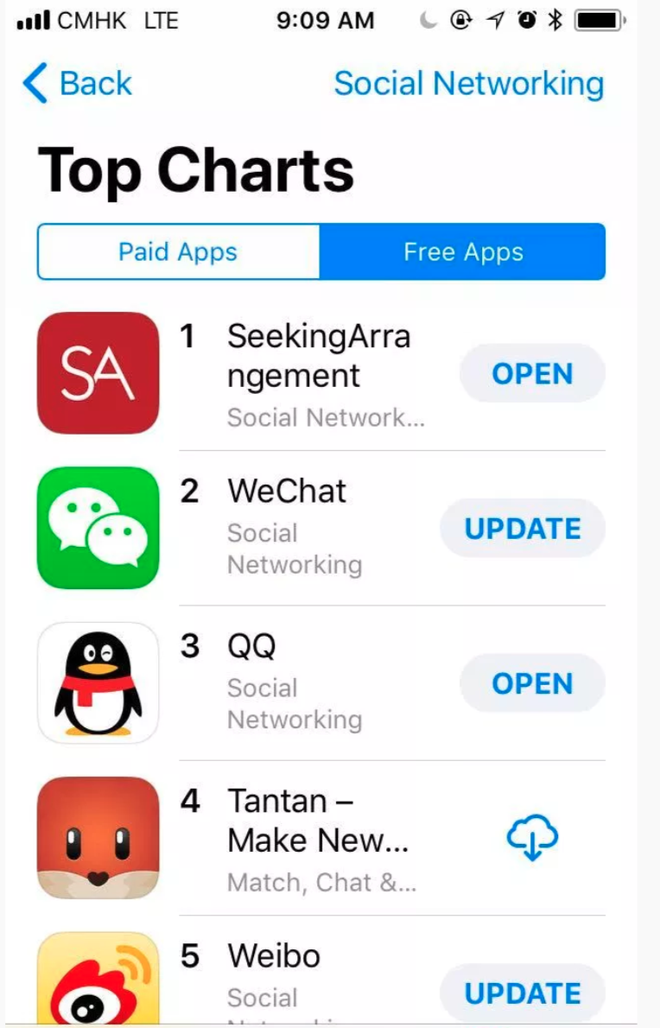 CMHK LTE 9:09 AM
Back Social Networking
Top Charts
Paid Apps Free Apps
SA
1 SeekingArra
ngement
Social Network...
OPEN
2 WeChat
Social
Networking
UPDATE
3 QQ
Social
Networking
OPEN
4 Tantan –
Make New...
Match, Chat &...
5 Weibo
Social
UPDATE